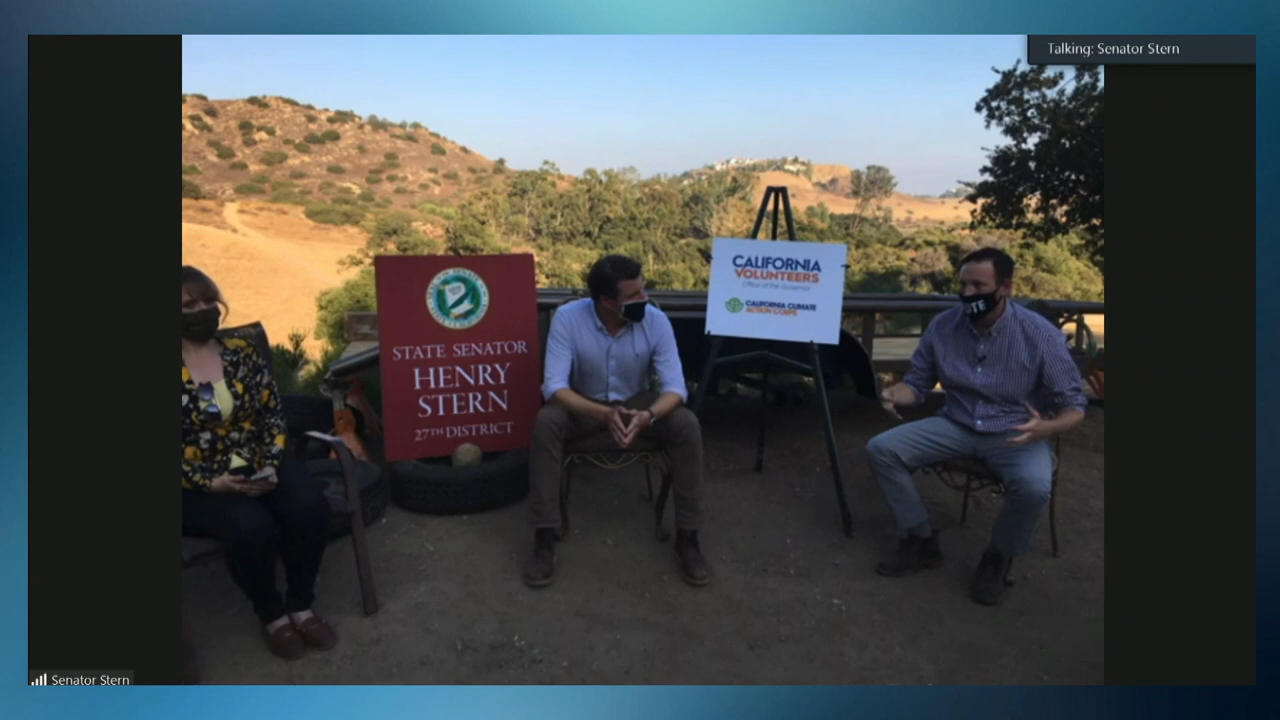 Talking: Senator Stern
STATE SENATOR
HENRY
STERN
27TH DISTRICT
CALIFORNIA
VOLUNTEERS
Office of the Governor
CALIFORNIA CLIMATE
ACTION CORPS
Senator Stern